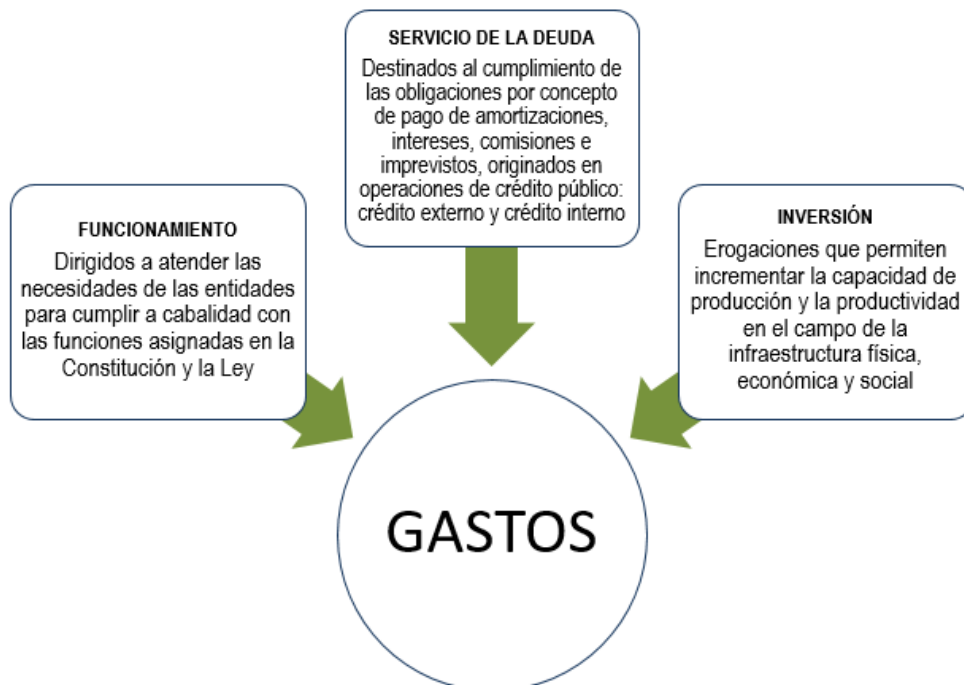 SERVICIO DE LA DEUDA
Destinados al cumplimiento de
las obligaciones por concepto
de pago de amortizaciones,
intereses, comisiones e
imprevistos, originados en
operaciones de crédito público:
crédito externo y crédito interno
FUNCIONAMIENTO
Dirigidos a atender las
necesidades de las entidades
para cumplir a cabalidad con
las funciones asignadas en la
Constitución y la Ley
INVERSIÓN
Erogaciones que permiten
incrementar la capacidad de
producción y la productividad
en el campo de la
infraestructura física,
económica y social
GASTOS